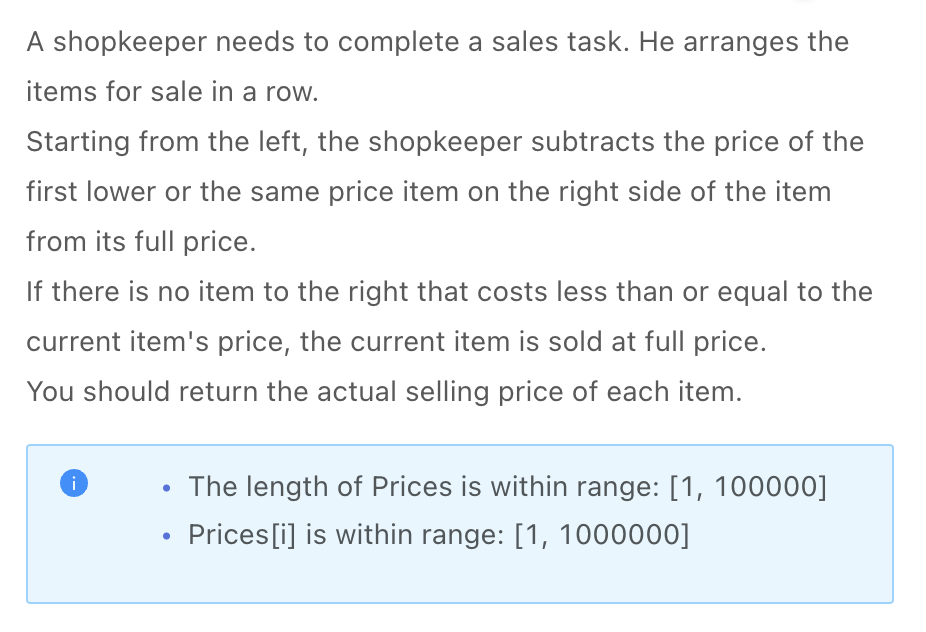 A shopkeeper needs to complete a sales task. He arranges the
items for sale in a row.
Starting from the left, the shopkeeper subtracts the price of the
first lower or the same price item on the right side of the item
from its full price.
If there is no item to the right that costs less than or equal to the
current item's price, the current item is sold at full price.
You should return the actual selling price of each item.
i
• The length of Prices is within range: [1, 100000]
• Prices[i] is within range: [1, 1000000]